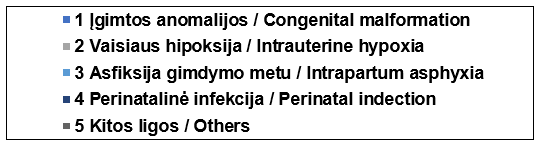 1 Įgimtos anomalijos / Congenital malformation
2 Vaisiaus hipoksija / Intrauterine hypoxia
3 Asfiksija gimdymo metu / Intrapartum asphyxia
4 Perinatalinė infekcija / Perinatal indection
5 Kitos ligos / Others